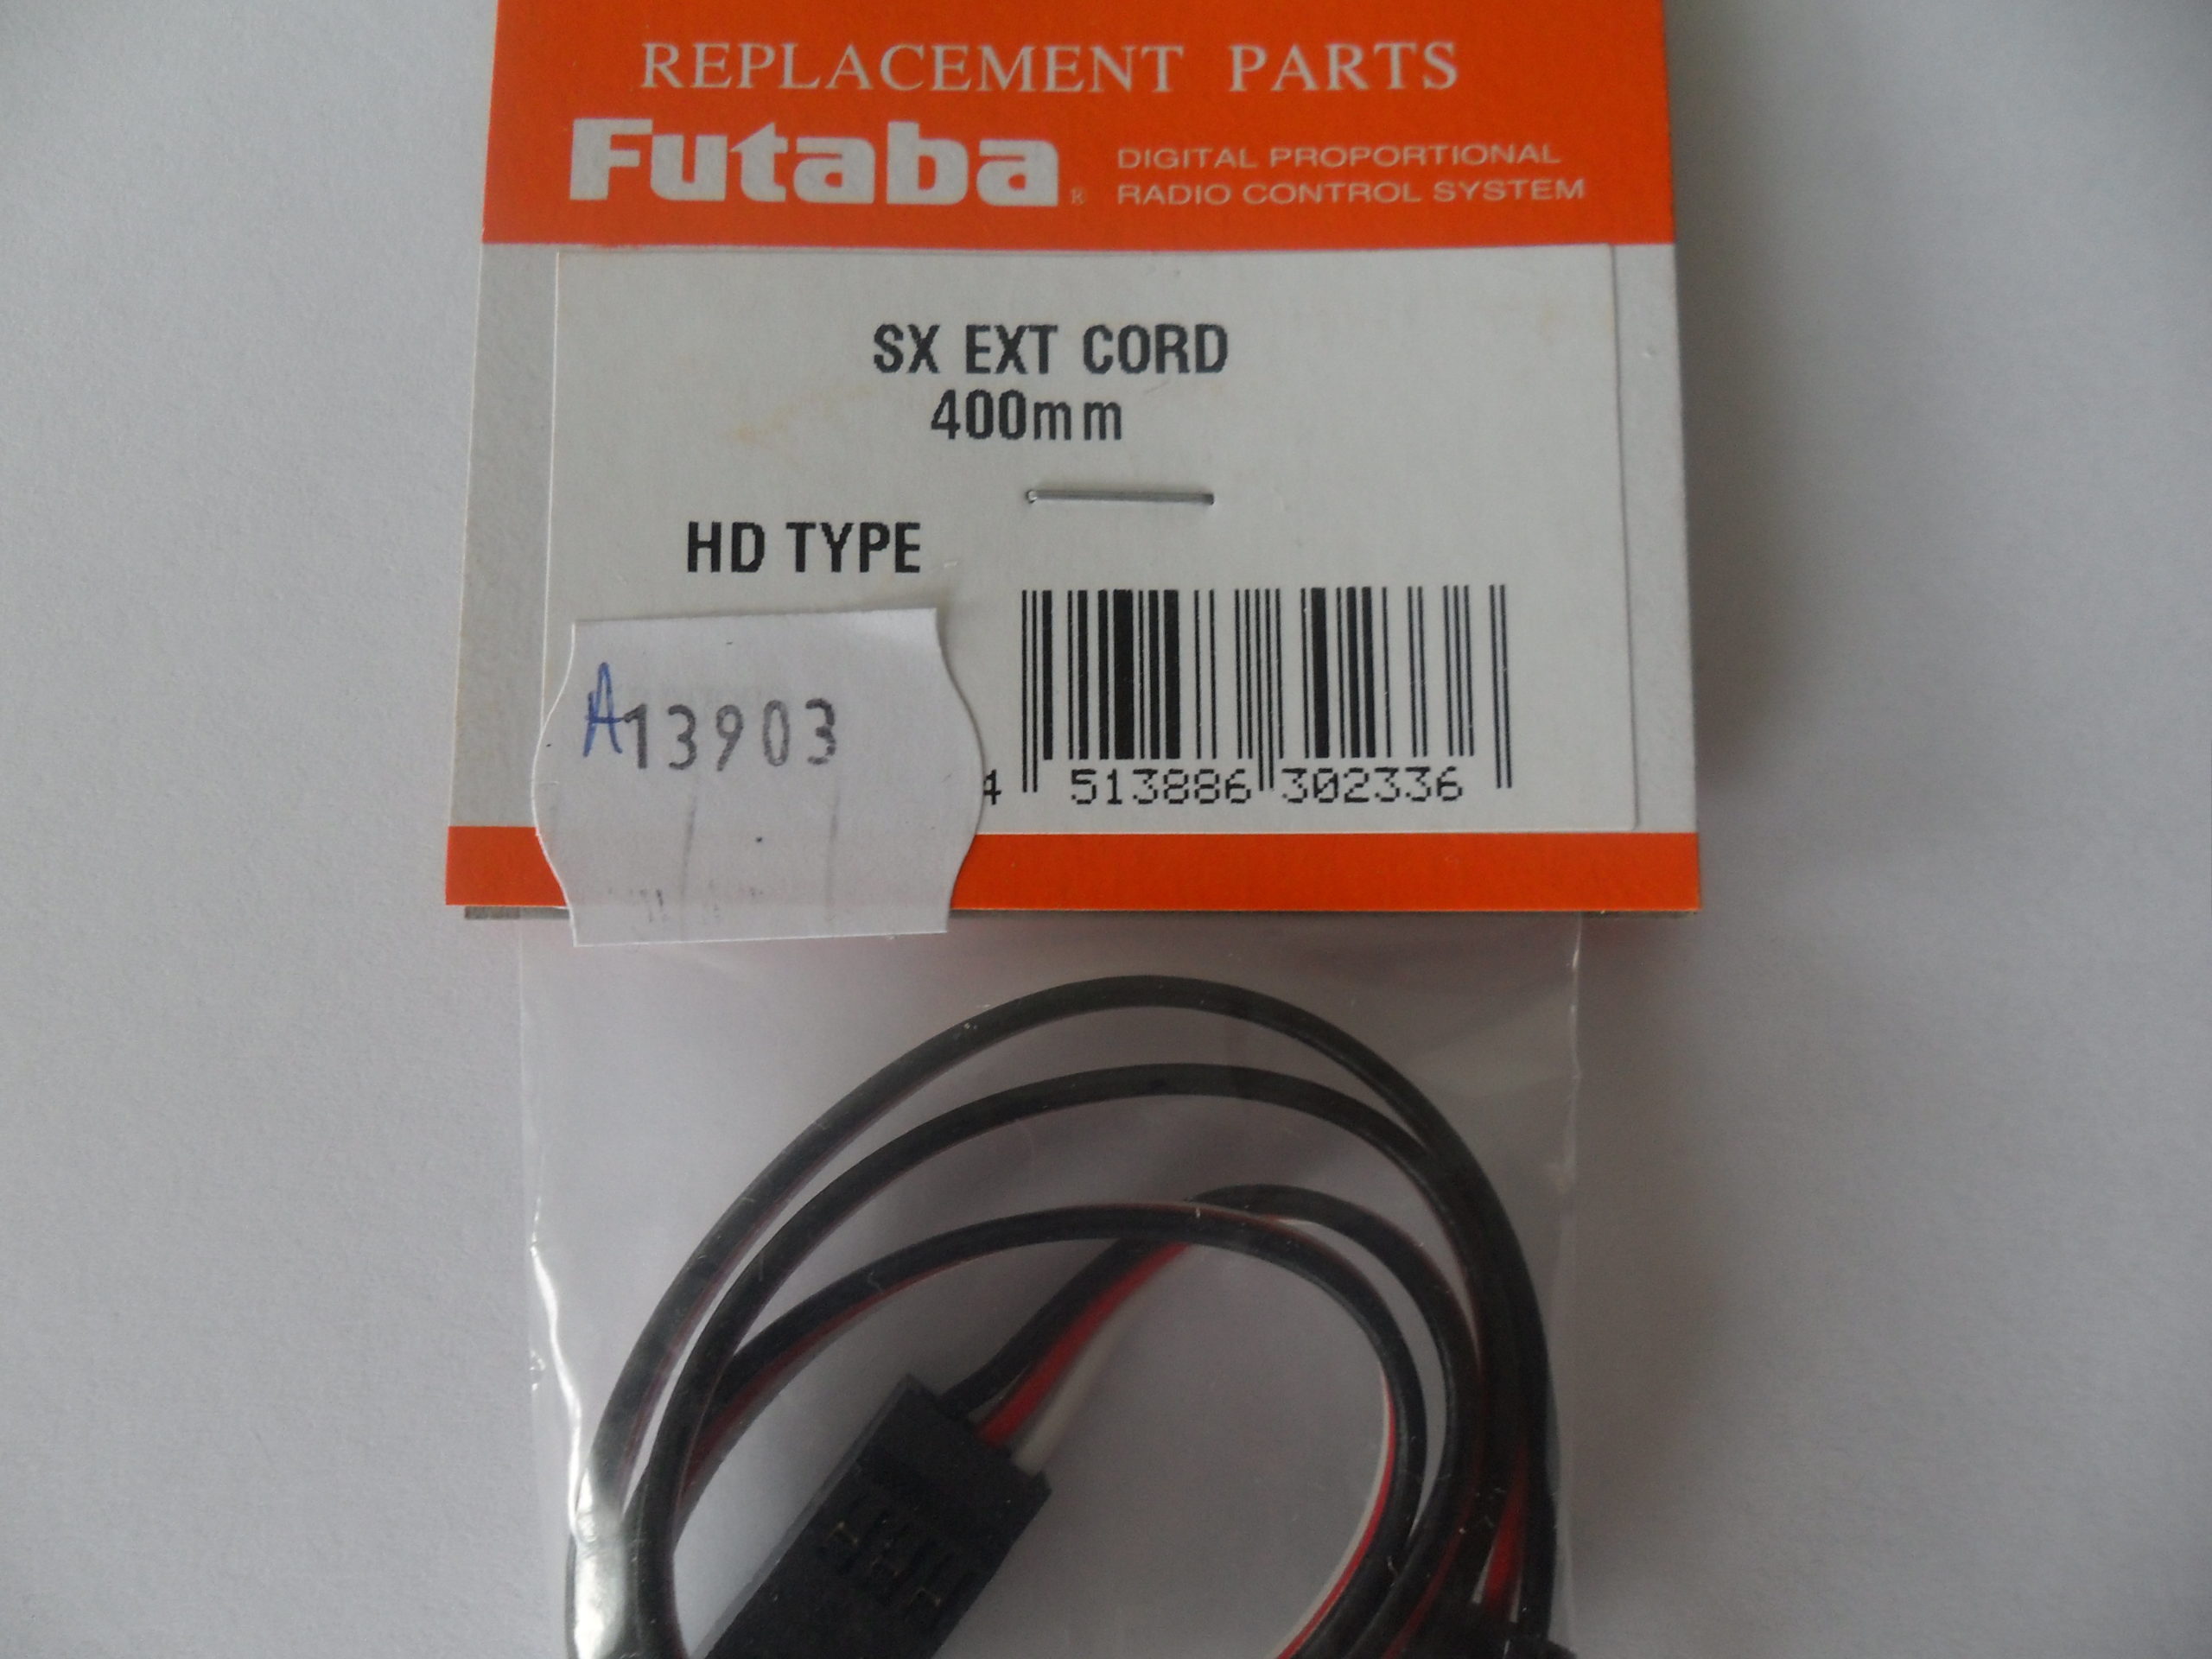 REPLACEMENT PARTS
Futaba®
DIGITAL PROPORTIONAL
RADIO CONTROL SYSTEM
SX EXT CORD
400mm
HD TYPE
A13903
4 513886 302336